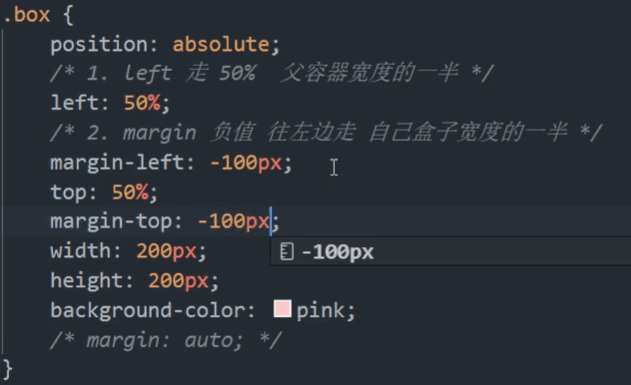 .box {
position: absolute;
/* 1. left 走 50%  父容器宽度的一半 */
left: 50%;
/* 2. margin 负值 往左边走 自己盒子宽度的一半 */
margin-left: -100px;
top: 50%;
margin-top: -100px;
width: 200px;
-100px
height: 200px;
background-color: pink;
/* margin: auto; */
}